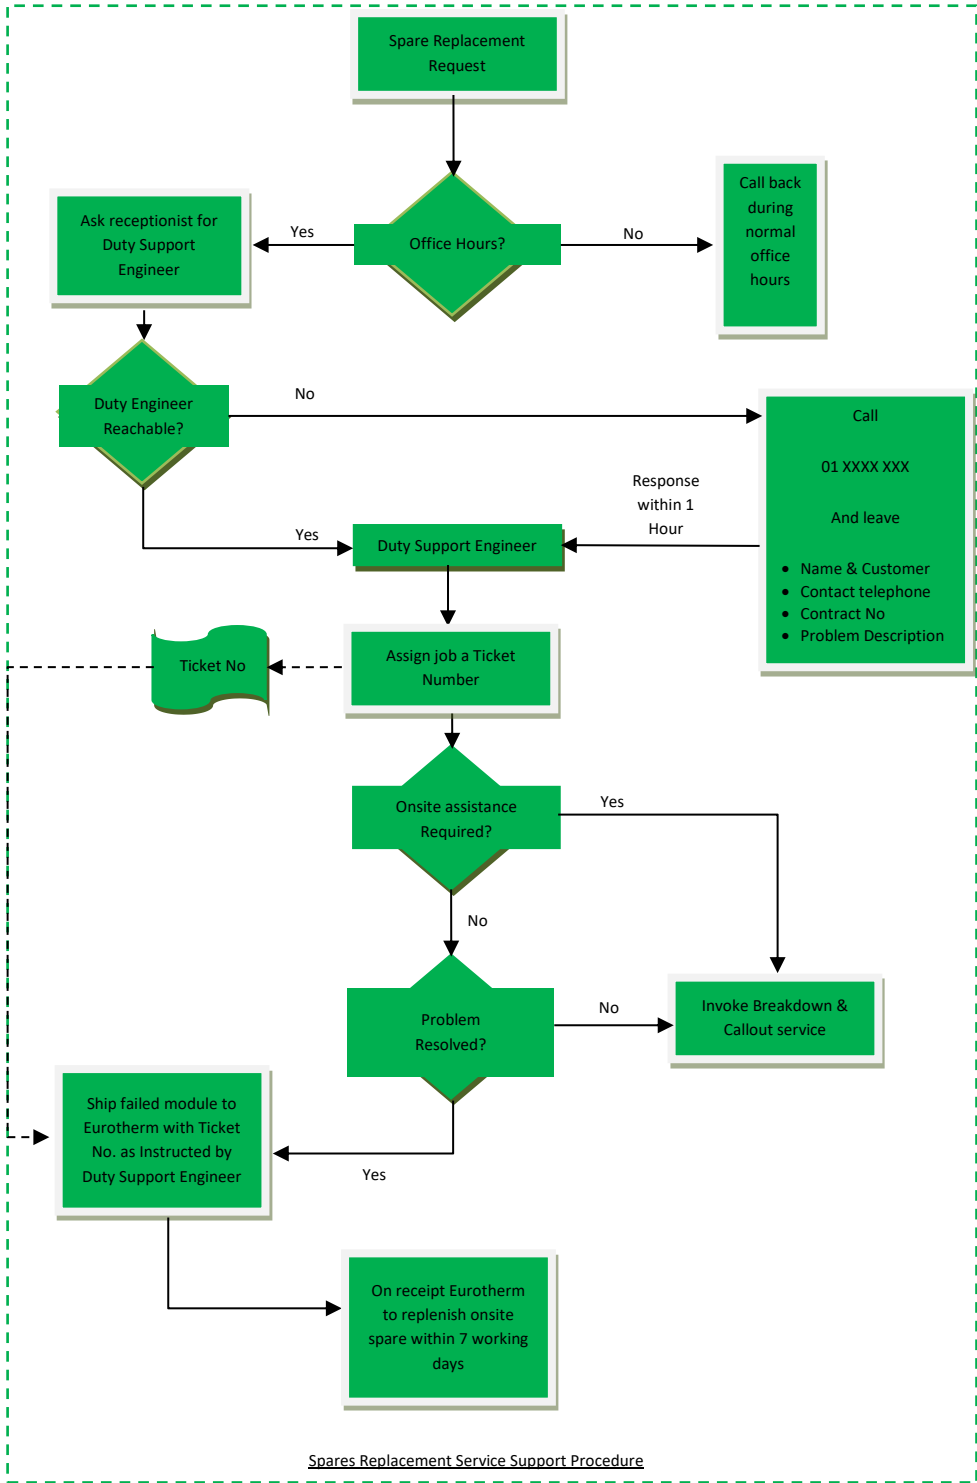 Spare Replacement
Request
Call back
during
normal
office
hours
Ask receptionist for
Duty Support
Engineer
Yes
Office Hours?
No
Duty Engineer
Reachable?
No
Call
01 XXXX XXX
And leave
• Name & Customer
• Contact telephone
• Contract No
• Problem Description
Response
within 1
Hour
Yes
Duty Support Engineer
Ticket No
Assign job a Ticket
Number
Onsite assistance
Required?
Yes
No
Problem
Resolved?
No
Invoke Breakdown &
Callout service
Yes
Ship failed module to
Eurotherm with Ticket
No. as Instructed by
Duty Support Engineer
On receipt Eurotherm
to replenish onsite
spare within 7 working
days
Spares Replacement Service Support Procedure